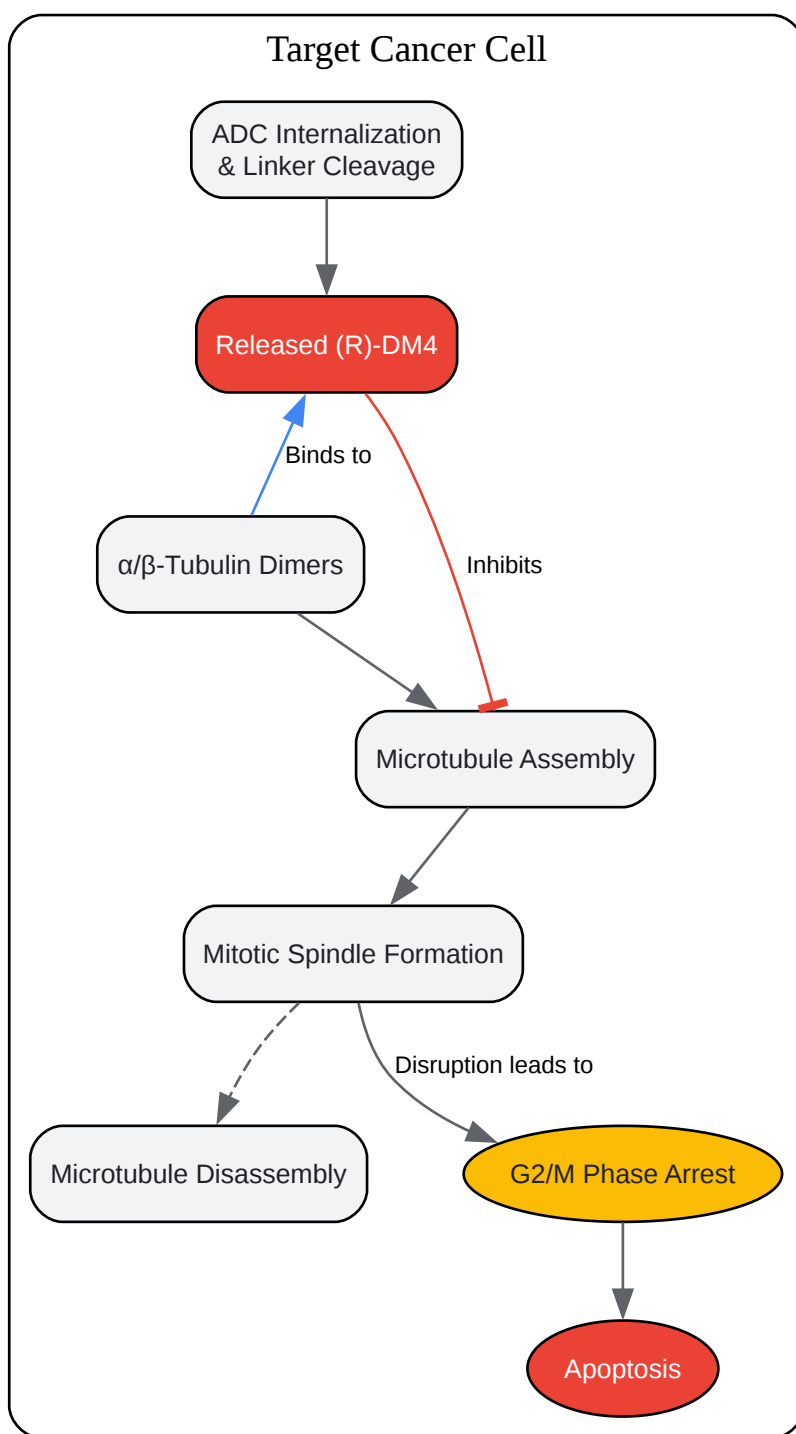 Target Cancer Cell
ADC Internalization
& Linker Cleavage
Released (R)-DM4
Binds to
α/β-Tubulin Dimers
Inhibits
Microtubule Assembly
Mitotic Spindle Formation
Disruption leads to
Microtubule Disassembly
G2/M Phase Arrest
Apoptosis